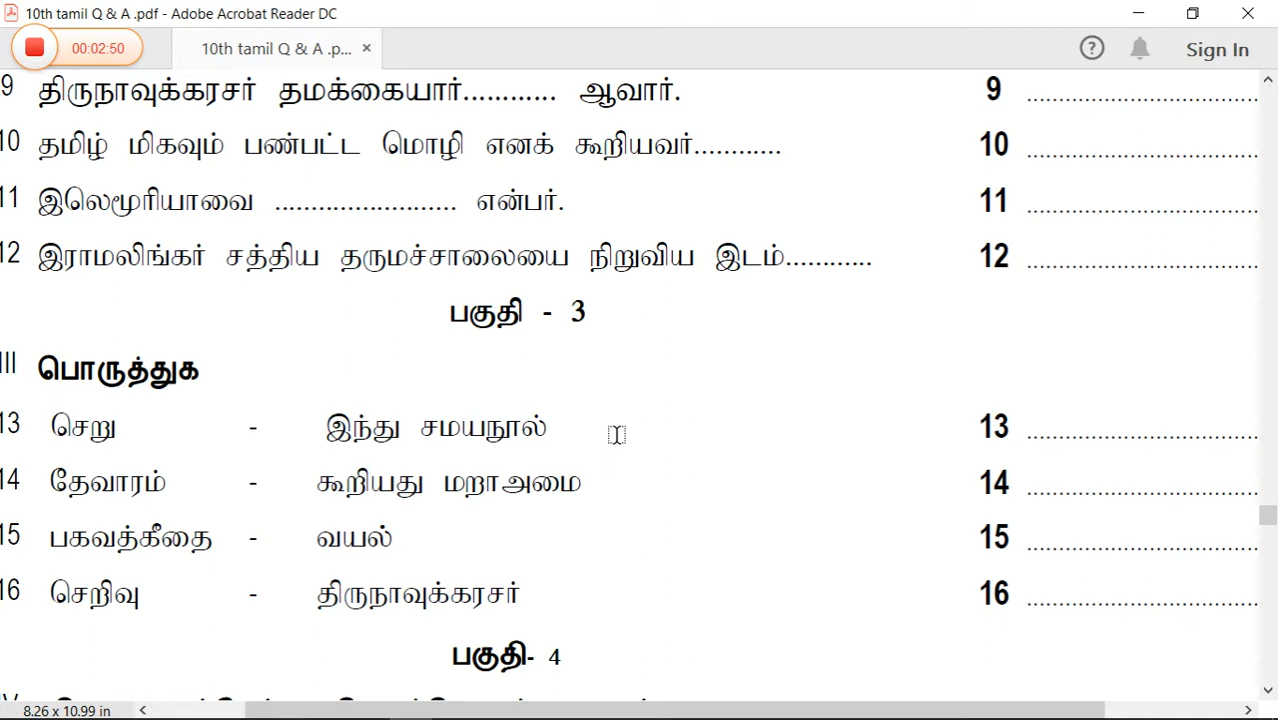 10th tamil Q & A .pdf - Adobe Acrobat Reader DC
00:02:50
10th tamil Q & A .p... ×
Sign In
9 திருநாவுக்கரசர் தமக்கையார்............ ஆவார். 9 ................................
10 தமிழ் மிகவும் பண்பட்ட மொழி எனக் கூறியவர்............ 10 ................................
11 இலெமூரியாவை ......................... என்பர். 11 ................................
12 இராமலிங்கர் சத்திய தருமச்சாலையை நிறுவிய இடம்............ 12 ................................
பகுதி - 3
III பொருத்துக
13 செறு - இந்து சமயநூல் 13 ................................
14 தேவாரம் - கூறியது மறாஅமை 14 ................................
15 பகவத்கீதை - வயல் 15 ................................
16 செறிவு - திருநாவுக்கரசர் 16 ................................
பகுதி- 4
8.26 x 10.99 in